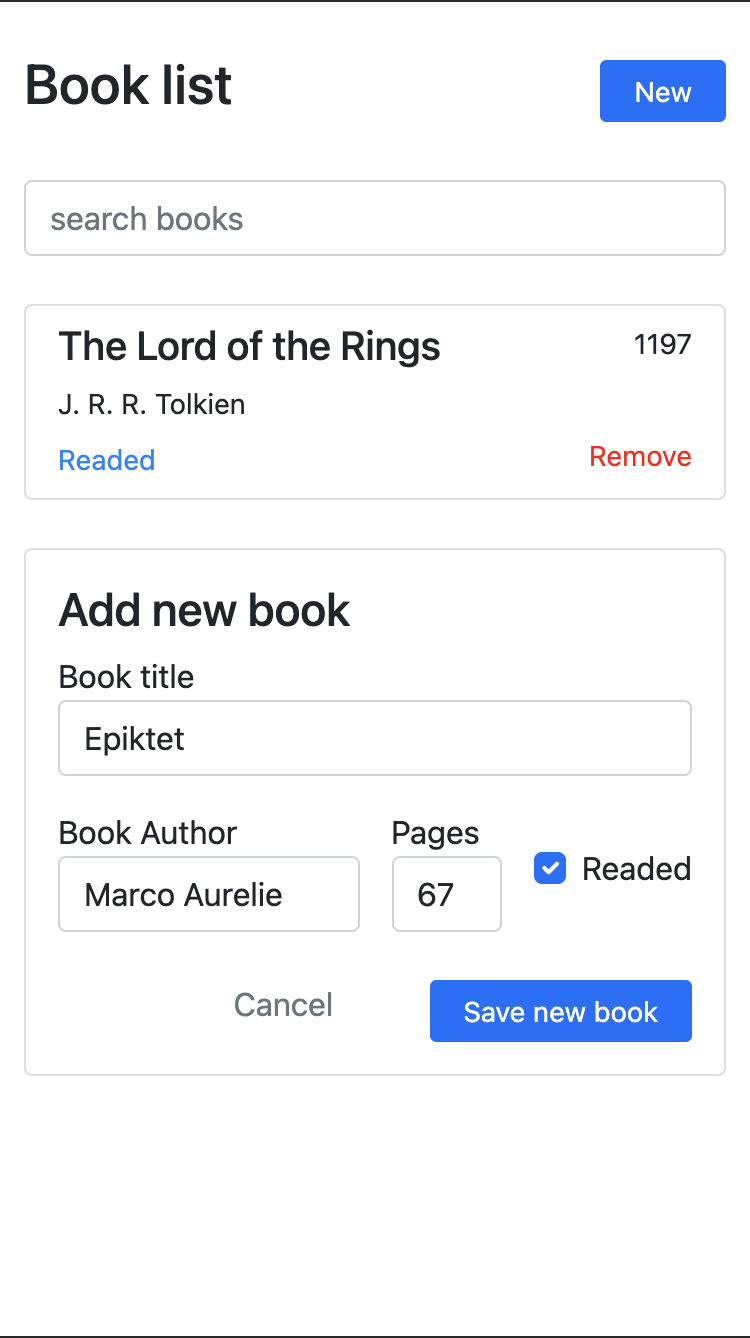 Book list
New
search books
The Lord of the Rings
1197
J. R. R. Tolkien
Readed
Remove
Add new book
Book title
Epiktet
Book Author
Pages
Marco Aurelie
67
Readed
Cancel
Save new book